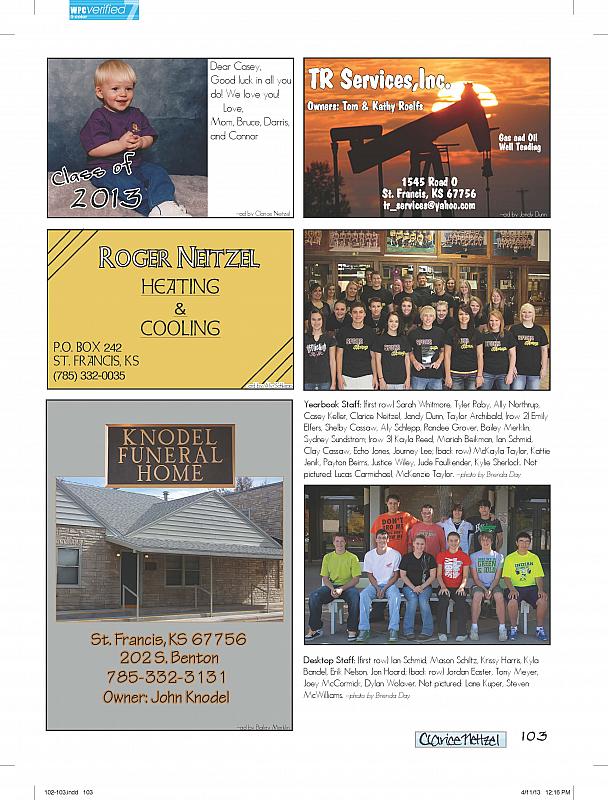 WPC verified 7
5 color
Dear Casey,
Good luck in all you
do! We love you!
Love,
Mom, Bruce, Darris,
and Connor
Class of
2013
~ad by Clarice Neitzel
TR Services, Inc.
Owners: Tom & Kathy Roelfs
Gas and Oil
Well Tending
1545 Road O
St. Francis, KS 67756
tr_services@yahoo.com
~ad by Jandy Dunn
Roger Neitzel
Heating
&
Cooling
P.O. Box 242
St. Francis, KS
(785) 332-0035
Yearbook Staff: (first row) Sarah Whitmore, Tyler Raby, Ally Northrup,
Casey Keller, Clarice Neitzel, Jandy Dunn, Taylor Archibald; (row 2) Emily
Elfers, Shelby Cassaw, Aly Schlepp, Pandee Grover, Bailey Merklin,
Sydney Sundstrom; (row 3) Kayla Reed, Mariah Beikman, Ian Schmid,
Clay Cassaw, Echo Jones, Journey Lee; (back row) McKayla Taylor, Kattie
Jenik, Payton Beims, Justice Wiley, Jude Faulkender, Kylie Sherlock. Not
pictured: Lucas Carmichael, McKenzie Taylor. ~photo by Brenda Day
KNODEL
FUNERAL
HOME
St. Francis, KS 67756
202 S. Benton
785-332-3131
Owner: John Knodel
~ad by Bailey Merklin
Desktop Staff: (first row) Ian Schmid, Mason Schiltz, Krissy Harris, Kyla
Bandel, Erik Nelson, Jon Hoard; (back row) Jordan Easter, Tony Meyer,
Joey McCormick, Dylan Wolaver. Not pictured: Lane Kuper, Steven
McWilliams. ~photo by Brenda Day
Clarice Neitzel 103
102-103.indd 103
4/11/13 12:16 PM